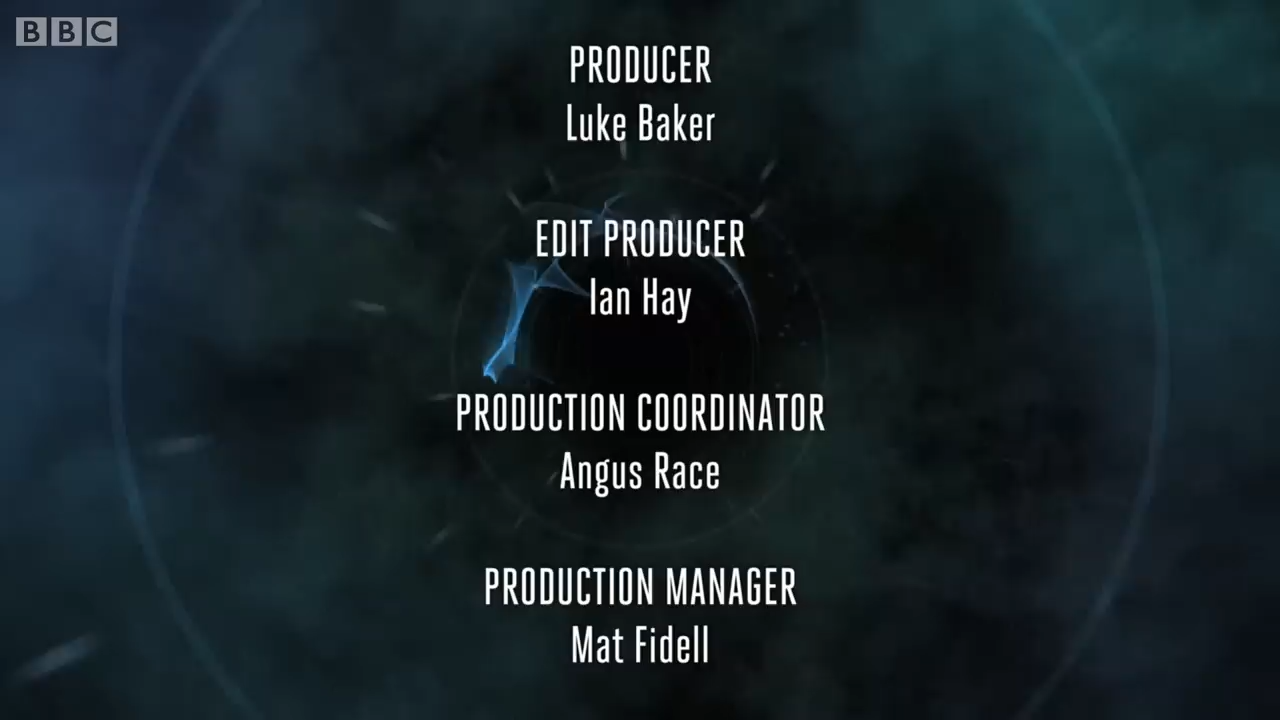 BBC
PRODUCER
Luke Baker
EDIT PRODUCER
Ian Hay
PRODUCTION COORDINATOR
Angus Race
PRODUCTION MANAGER
Mat Fidell